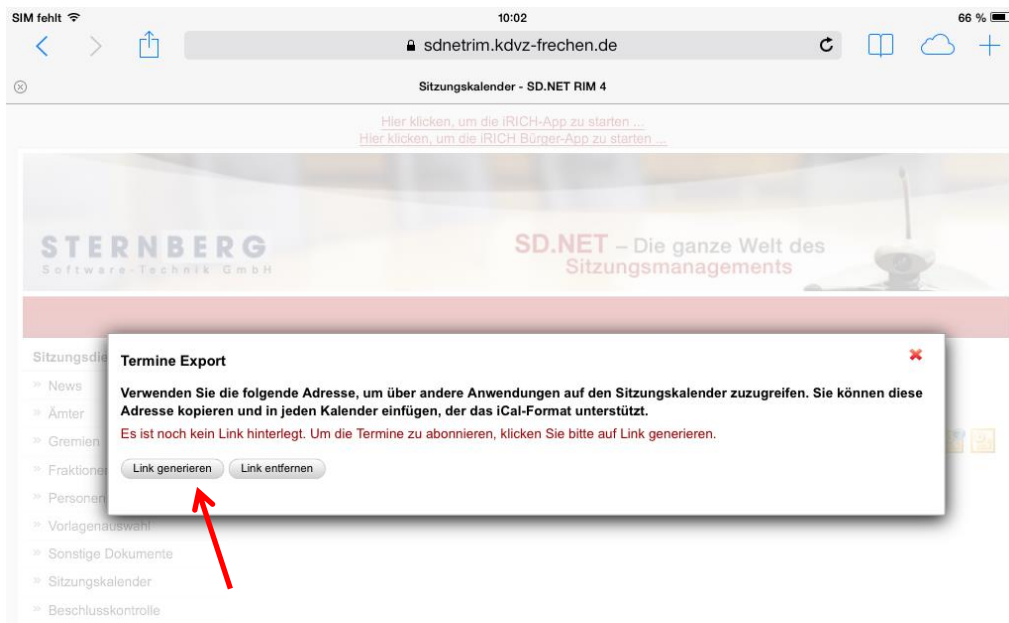 SIM fehlt 10:02 66 %
sdnetrim.kdvz-frechen.de
Sitzungskalender - SD.NET RIM 4
Hier klicken, um die iRICH-App zu starten ...
Hier klicken, um die iRICH Bürger-App zu starten ...
STERNBERG
Software-Technik GmbH
SD.NET – Die ganze Welt des
Sitzungsmanagements
Sitzungsdie
Termine Export
Verwenden Sie die folgende Adresse, um über andere Anwendungen auf den Sitzungskalender zuzugreifen. Sie können diese
Adresse kopieren und in jeden Kalender einfügen, der das iCal-Format unterstützt.
Es ist noch kein Link hinterlegt. Um die Termine zu abonnieren, klicken Sie bitte auf Link generieren.
Link generieren Link entfernen
» News
» Ämter
» Gremien
» Fraktionen
» Personen
» Vorlagenauswahl
» Sonstige Dokumente
» Sitzungskalender
» Beschlusskontrolle